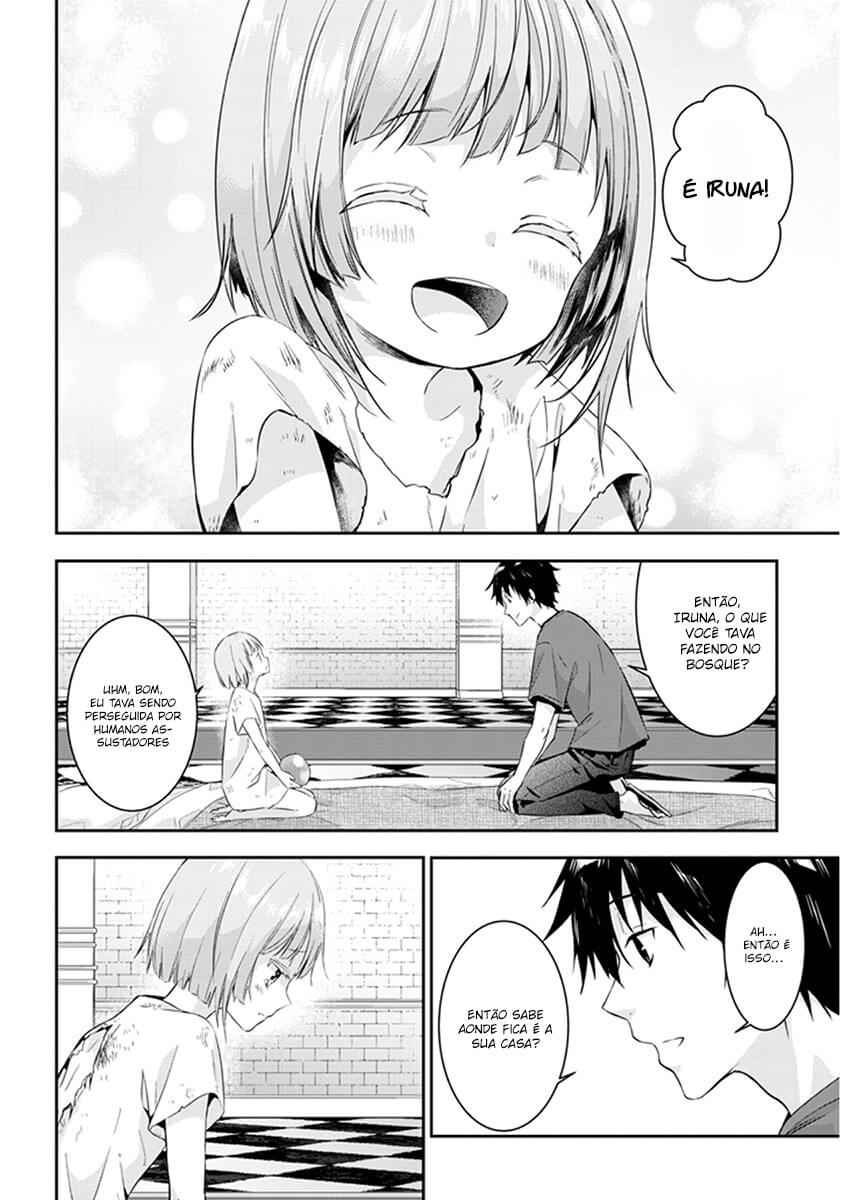 É IRUNA!
ENTÃO,
IRUNA, O QUE
VOCÊ TAVA
FAZENDO NO
BOSQUE?
UHM, BOM,
EU TAVA SENDO
PERSEGUIDA POR
HUMANOS AS-
SUSTADORES
AH...
ENTÃO É
ISSO...
ENTÃO SABE
AONDE FICA É A
SUA CASA?